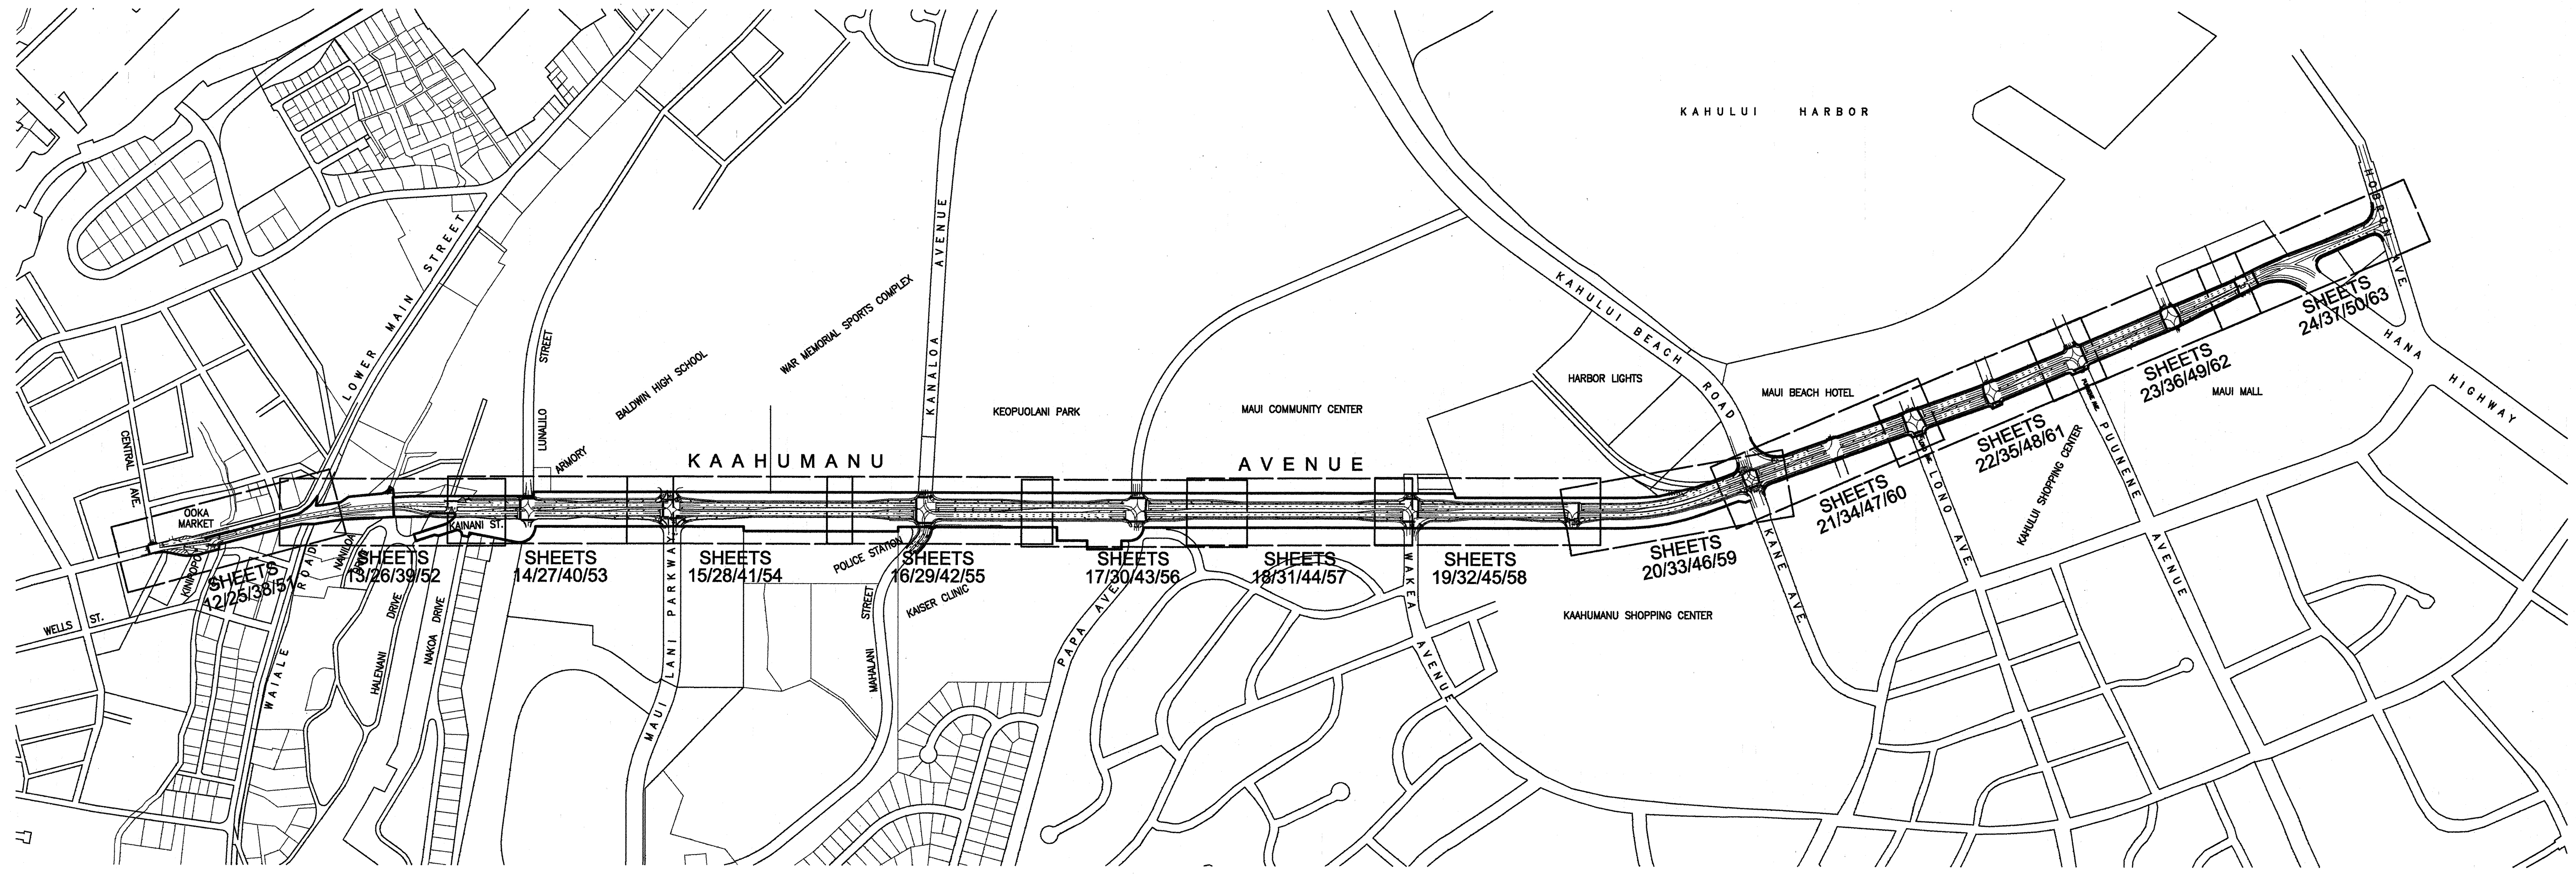 KAHULUI HARBOR
HOBRON AVE.
LOWER MAIN STREET
KANALOA AVENUE
WAR MEMORIAL SPORTS COMPLEX
KAHULUI BEACH ROAD
SHEETS
24/37/50/63
HANA HIGHWAY
LUNALILO STREET
BALDWIN HIGH SCHOOL
HARBOR LIGHTS
MAUI BEACH HOTEL
SHEETS
23/36/49/62
MAUI MALL
KEOPUOLANI PARK
MAUI COMMUNITY CENTER
CENTRAL AVE.
ARMORY
KAAHUMANU AVENUE
SHEETS
22/35/48/61
KAHULUI SHOPPING CENTER
PUUNENE AVENUE
LONO AVE.
SHEETS
21/34/47/60
OOKA
MARKET
KAINANI ST.
KINIPOPO
NANILOA DRIVE
SHEETS
12/25/38/51
SHEETS
13/26/39/52
SHEETS
14/27/40/53
SHEETS
15/28/41/54
POLICE STATION
SHEETS
16/29/42/55
SHEETS
17/30/43/56
SHEETS
18/31/44/57
SHEETS
19/32/45/58
SHEETS
20/33/46/59
KANE AVE.
WELLS ST.
WAIALE ROAD
HALENANI DRIVE
NAKOA DRIVE
MAUI LANI PARKWAY
MAHALANI STREET
KAISER CLINIC
PAPA AVE.
WAKEA AVENUE
KAAHUMANU SHOPPING CENTER